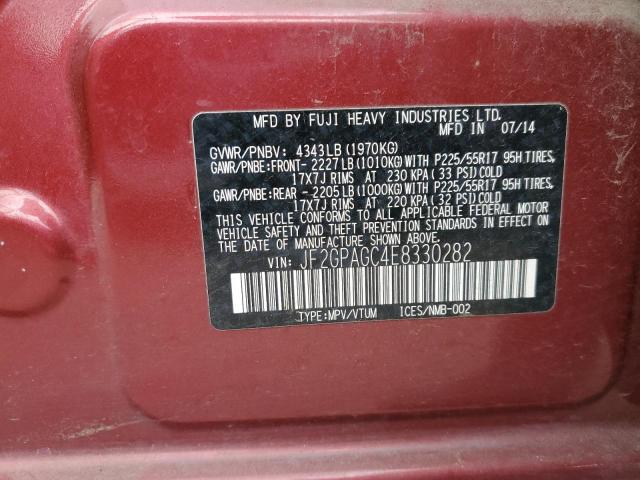 MFD BY FUJI HEAVY INDUSTRIES LTD.
MFD IN 07/14
GVWR/PNBV: 4343LB (1970KG)
GAWR/PNBE:FRONT- 2227 LB (1010KG) WITH P225/55R17 95H TIRES,
17X7J RIMS AT 230 KPA (33 PSI) COLD
GAWR/PNBE:REAR - 2205 LB (1000KG) WITH P225/55R17 95H TIRES,
17X7J RIMS AT 220 KPA (32 PSI) COLD
THIS VEHICLE CONFORMS TO ALL APPLICABLE FEDERAL MOTOR
VEHICLE SAFETY AND THEFT PREVENTION STANDARDS IN EFFECT ON
THE DATE OF MANUFACTURE SHOWN ABOVE.
VIN: JF2GPAGC4E8330282
TYPE:MPV/VTUM ICES/NMB-002